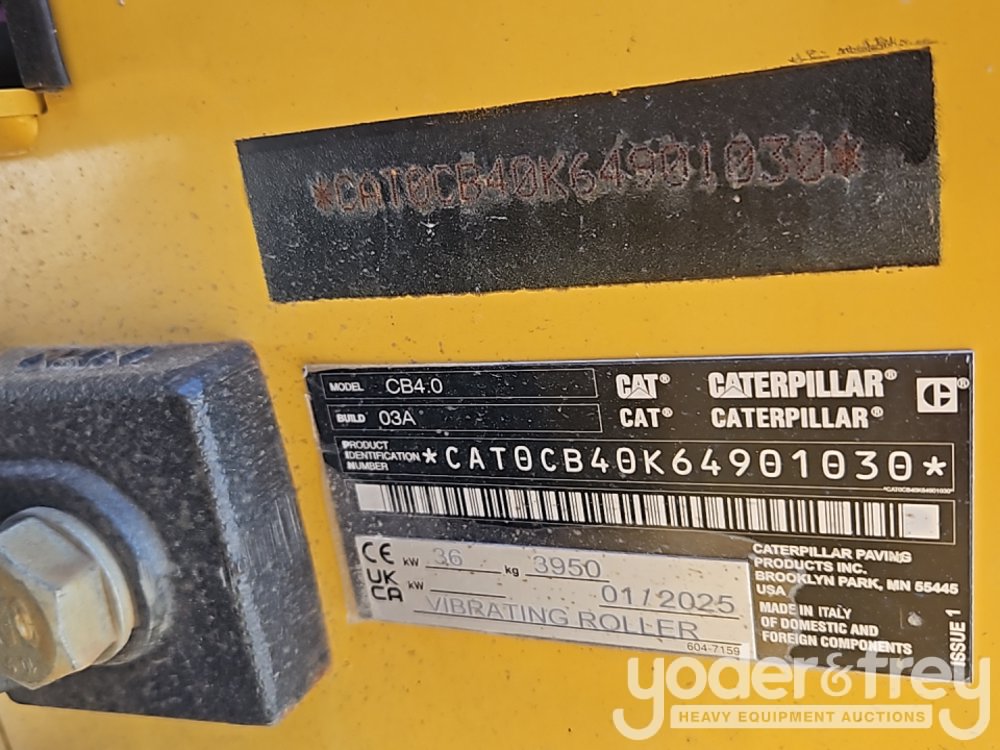 *CAT0CB40K64901030*
MODEL CB4.0
CAT® CATERPILLAR®
BUILD 03A
CAT® CATERPILLAR®
PRODUCT
IDENTIFICATION
NUMBER
*CAT0CB40K64901030*
*CAT0CB40K64901030*
CE kW 36 kg 3950
UK
CA kW 01/2025
VIBRATING ROLLER
604-7159
CATERPILLAR PAVING
PRODUCTS INC.
BROOKLYN PARK, MN 55445
USA
MADE IN ITALY
OF DOMESTIC AND
FOREIGN COMPONENTS
ISSUE 1
yoder&frey
HEAVY EQUIPMENT AUCTIONS